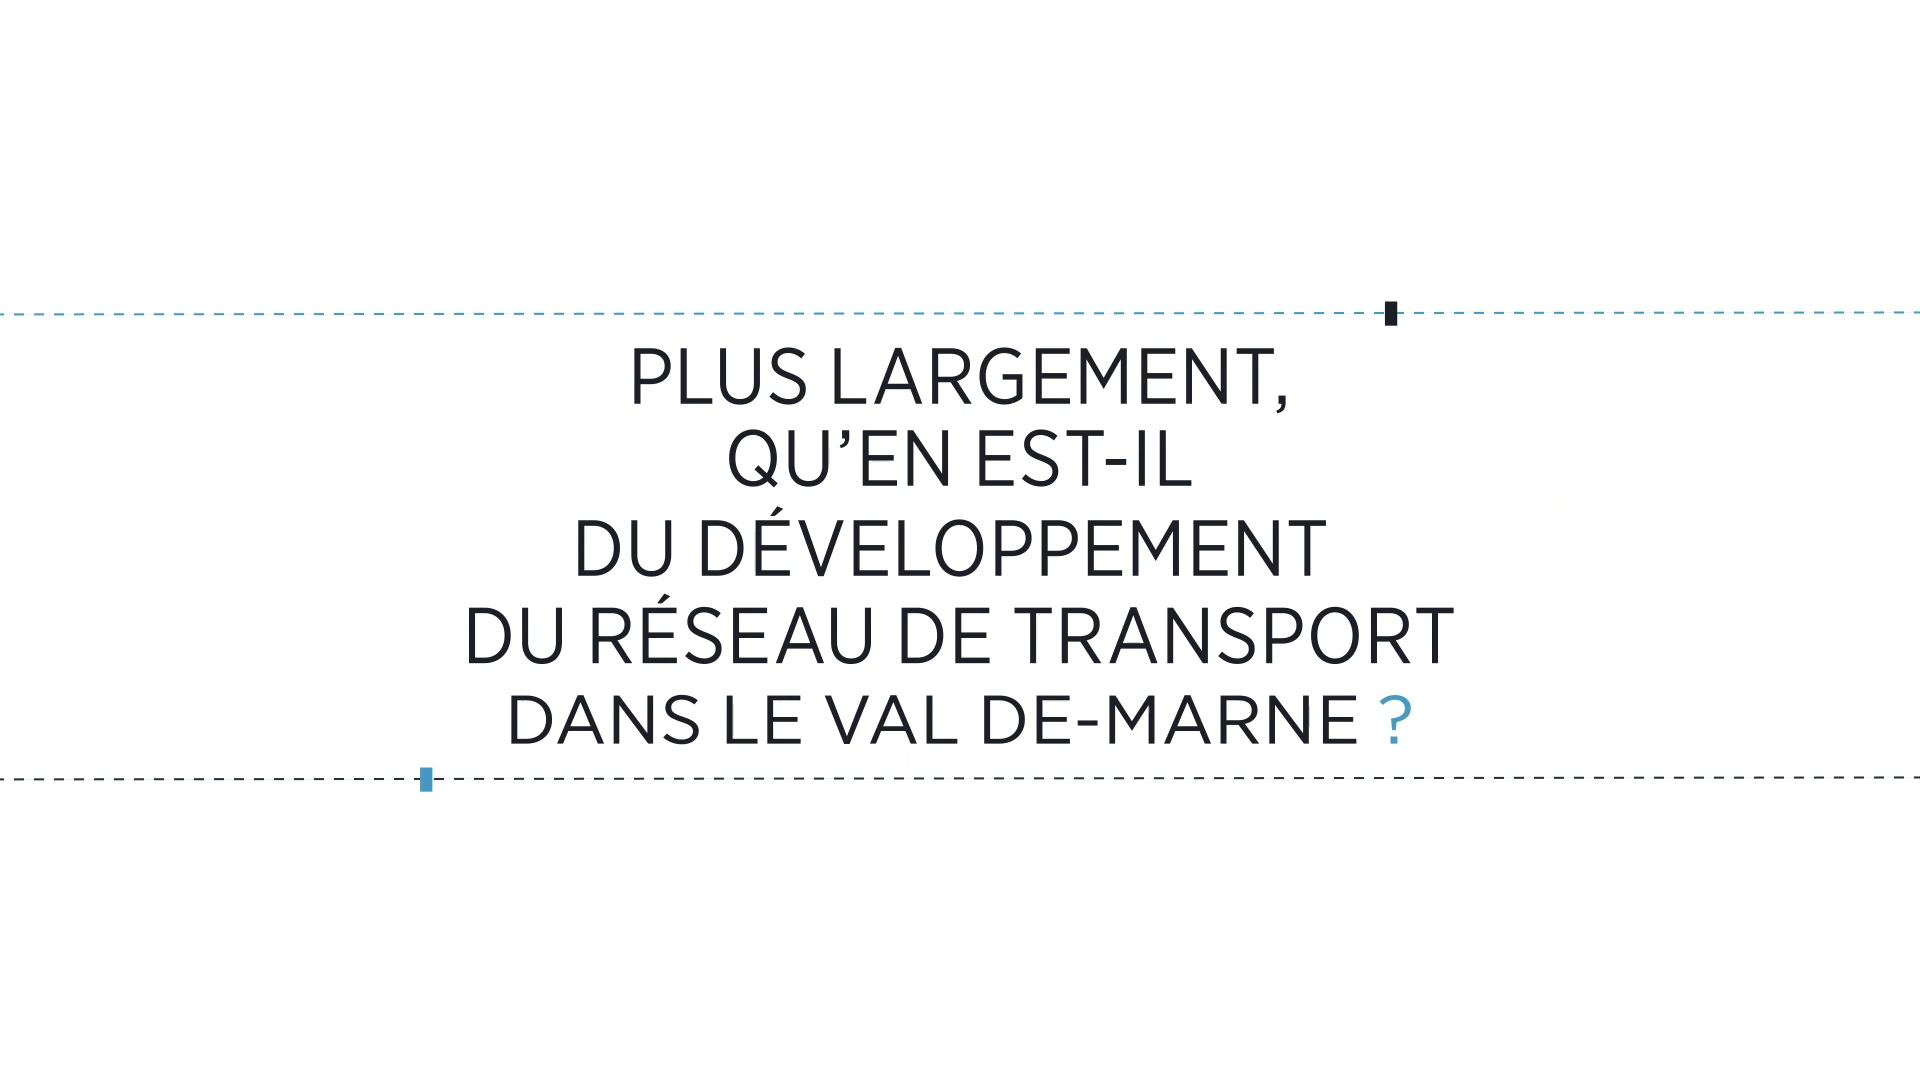 PLUS LARGEMENT,
QU’EN EST-IL
DU DÉVELOPPEMENT
DU RÉSEAU DE TRANSPORT
DANS LE VAL DE-MARNE ?